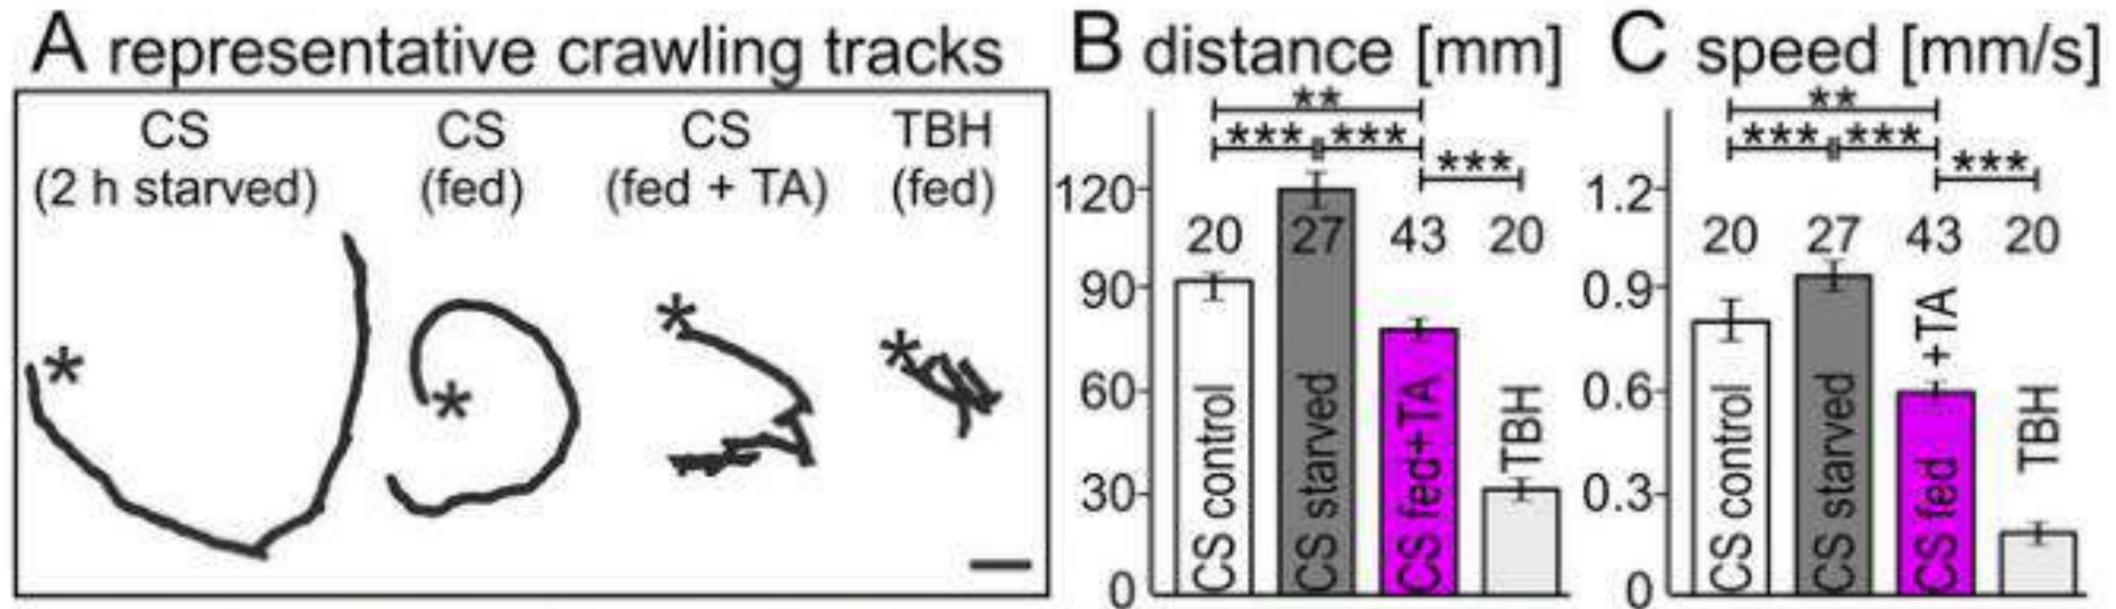 A representative crawling tracks
CS
(2 h starved)
CS
(fed)
CS
(fed + TA)
TBH
(fed)
*
*
*
*
B distance [mm]
**
*** ***
***
120
90
60
30
0
20 27 43 20
CS control
CS starved
CS fed+TA
TBH
C speed [mm/s]
**
*** ***
***
1.2
0.9
0.6
0.3
0
20 27 43 20
CS control
CS starved
CS fed +TA
TBH